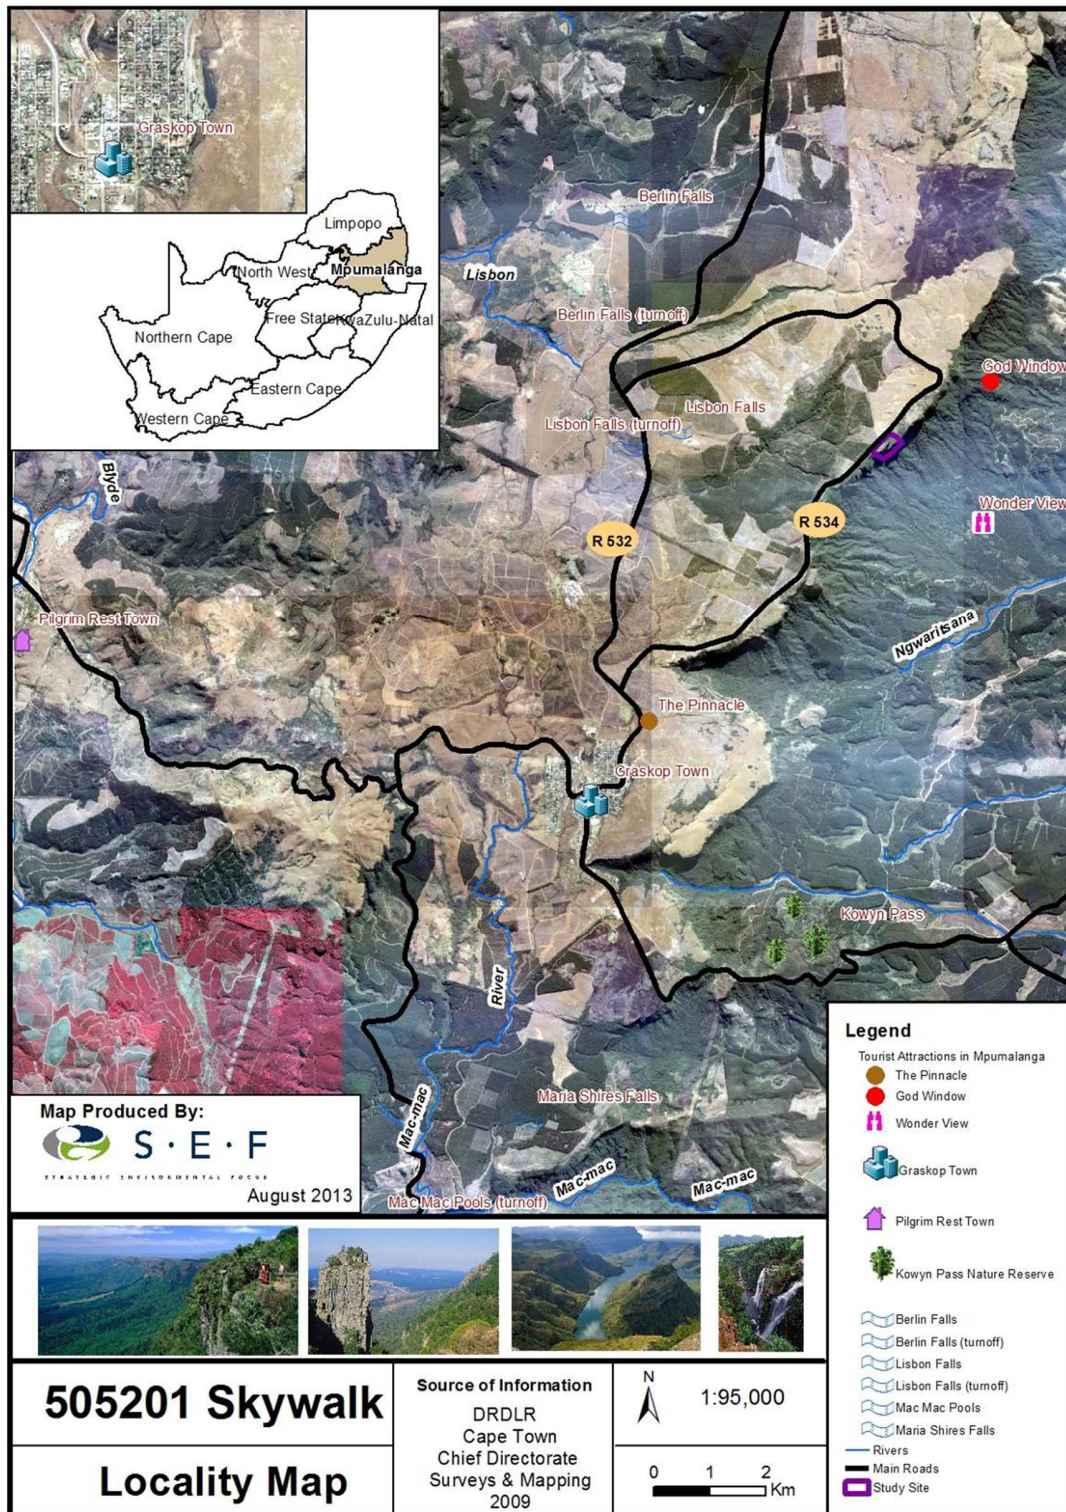 Graskop Town
Limpopo
North West
Mpumalanga
Free State
KwaZulu-Natal
Northern Cape
Eastern Cape
Western Cape
Berlin Falls
Lisbon
Berlin Falls (turnoff)
God Window
Lisbon Falls
Lisbon Falls (turnoff)
Blyde
Wonder View
R 532
R 534
Pilgrim Rest Town
Ngwaritsana
The Pinnacle
Graskop Town
Kowyn Pass
River
Maria Shires Falls
Mac-mac
Mac-mac
Mac-mac
Mac Mac Pools (turnoff)
Map Produced By:
S·E·F
STRATEGIC ENVIRONMENTAL FOCUS
August 2013
Legend
Tourist Attractions in Mpumalanga
The Pinnacle
God Window
Wonder View
Graskop Town
Pilgrim Rest Town
Kowyn Pass Nature Reserve
Berlin Falls
Berlin Falls (turnoff)
Lisbon Falls
Lisbon Falls (turnoff)
Mac Mac Pools
Maria Shires Falls
Rivers
Main Roads
Study Site
505201 Skywalk
Locality Map
Source of Information
DRDLR
Cape Town
Chief Directorate
Surveys & Mapping
2009
N
1:95,000
0 1 2
Km